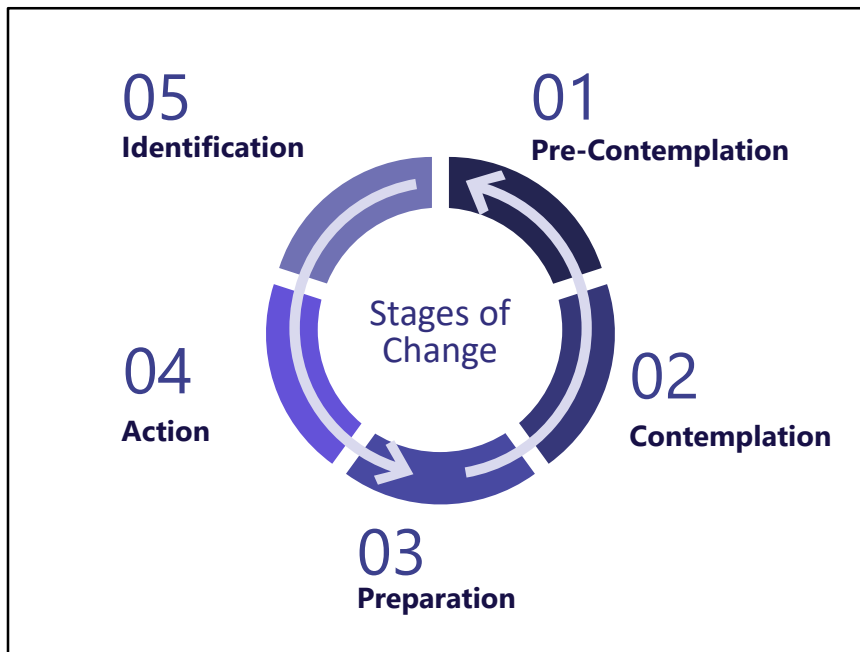 05
Identification
01
Pre-Contemplation
Stages of
Change
04
Action
02
Contemplation
03
Preparation